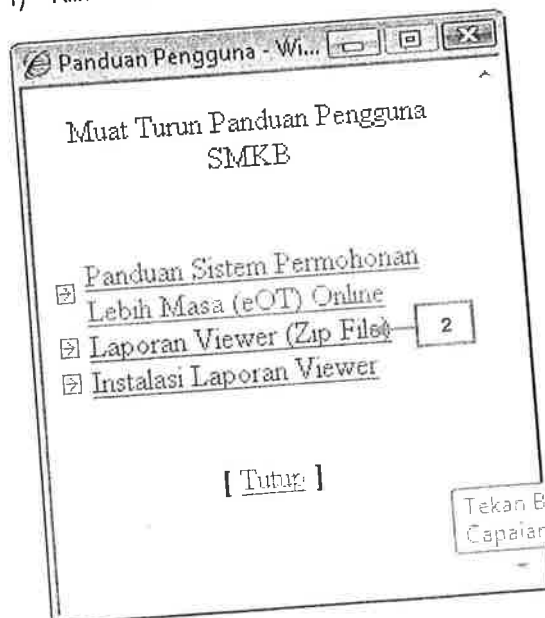 Panduan Pengguna - Wi...
Muat Turun Panduan Pengguna
SMKB
Panduan Sistem Permohonan
Lebih Masa (eOT) Online
Laporan Viewer (Zip File)
2
Instalasi Laporan Viewer
[ Tutup ]
Tekan B
Capaian